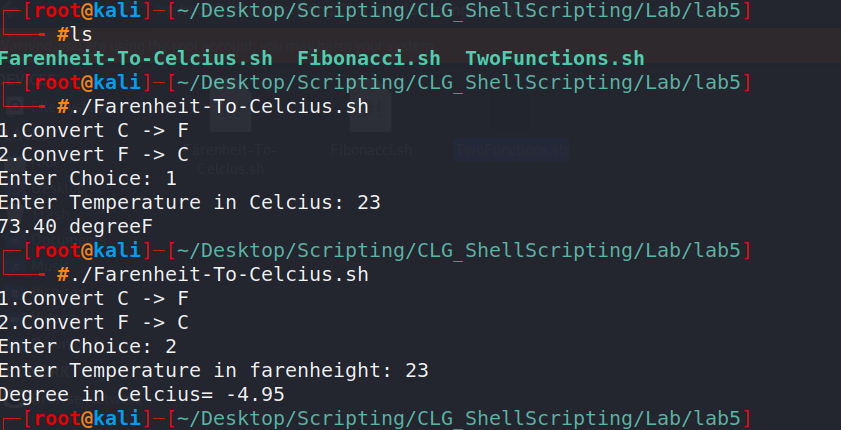 [root@kali]-[~/Desktop/Scripting/CLG_ShellScripting/Lab/lab5]
#ls
Farenheit-To-Celcius.sh  Fibonacci.sh  TwoFunctions.sh
[root@kali]-[~/Desktop/Scripting/CLG_ShellScripting/Lab/lab5]
#./Farenheit-To-Celcius.sh
1.Convert C -> F
2.Convert F -> C
Enter Choice: 1
Enter Temperature in Celcius: 23
73.40 degreeF
[root@kali]-[~/Desktop/Scripting/CLG_ShellScripting/Lab/lab5]
#./Farenheit-To-Celcius.sh
1.Convert C -> F
2.Convert F -> C
Enter Choice: 2
Enter Temperature in farenheight: 23
Degree in Celcius= -4.95
[root@kali]-[~/Desktop/Scripting/CLG_ShellScripting/Lab/lab5]